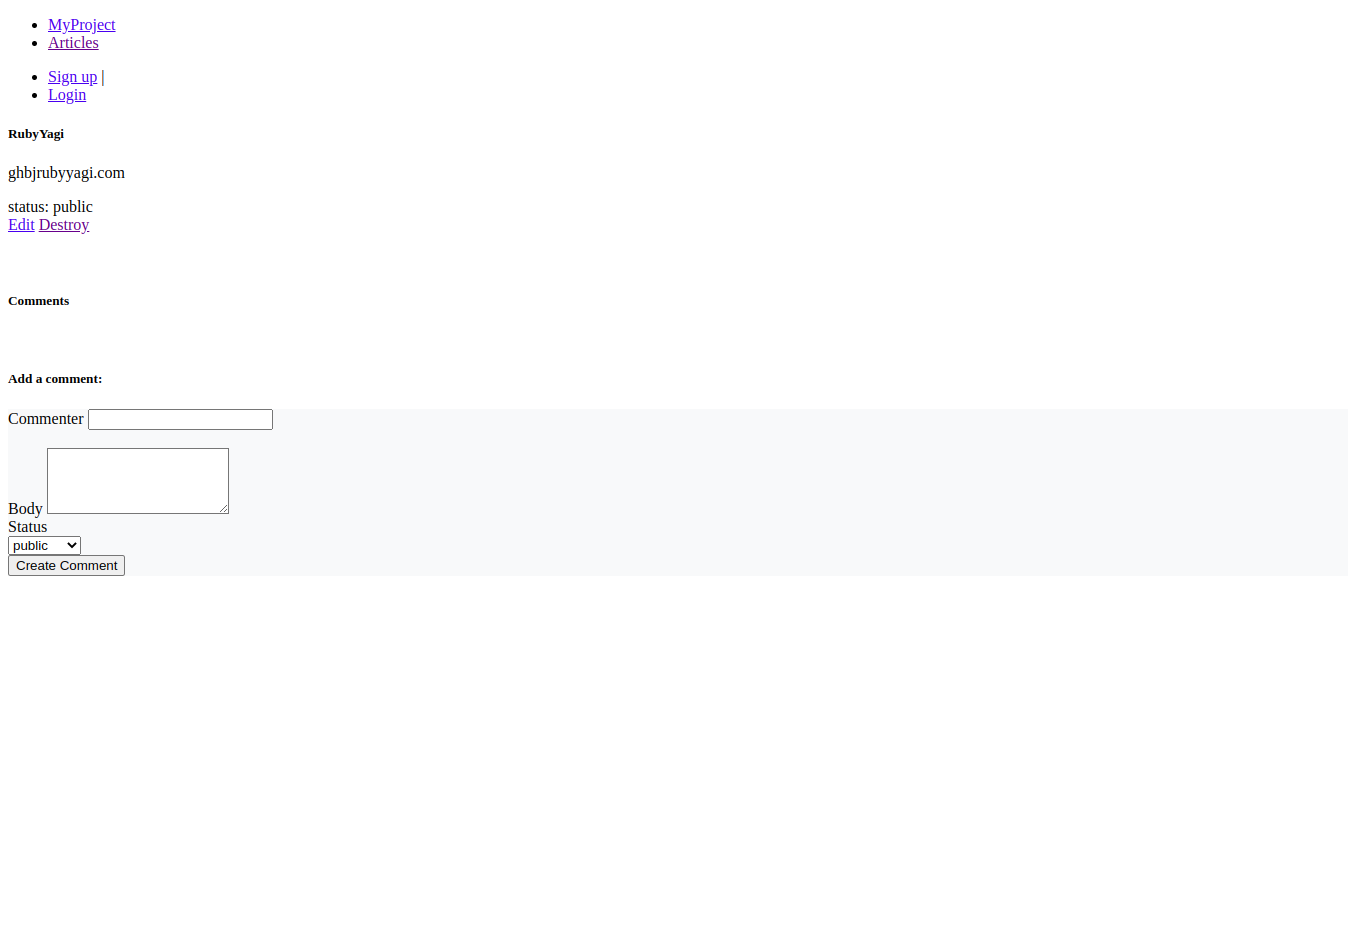 MyProject
Articles
Sign up |
Login
RubyYagi
ghbjrubyyagi.com
status: public
Edit Destroy
Comments
Add a comment:
Commenter
Body
Status
public
Create Comment